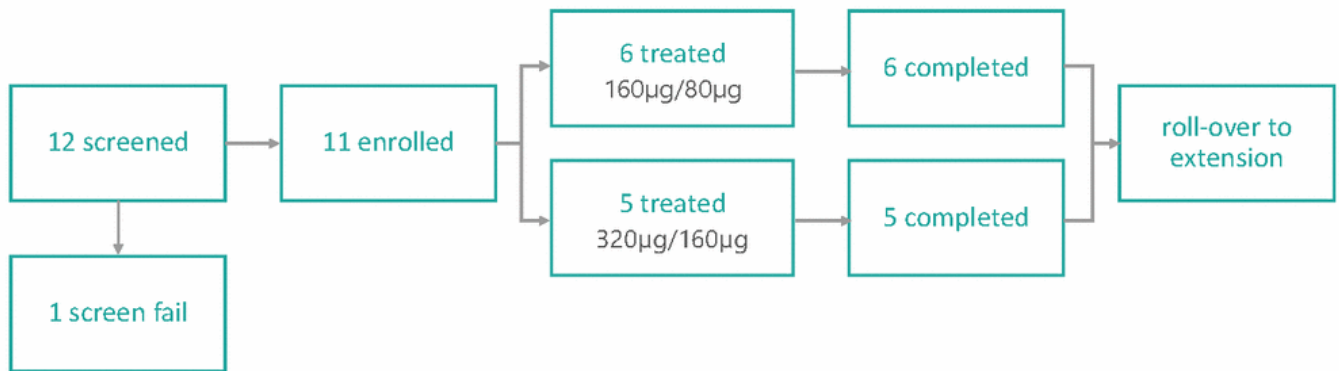 12 screened
1 screen fail
11 enrolled
6 treated
160µg/80µg
6 completed
5 treated
320µg/160µg
5 completed
roll-over to
extension